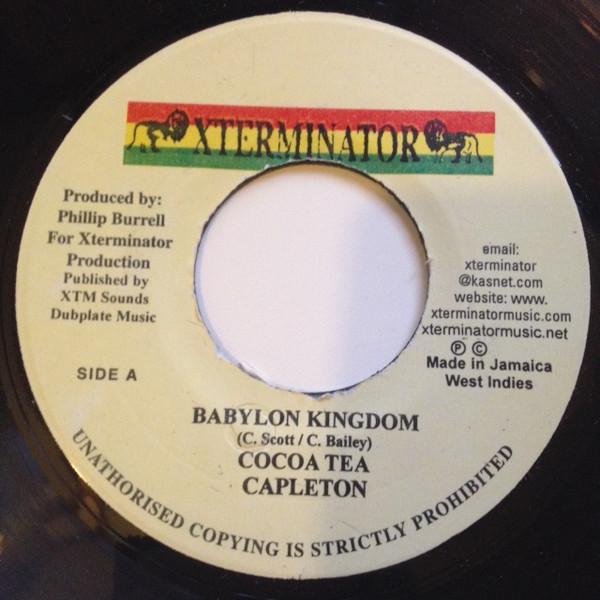 XTERMINATOR
Produced by:
Phillip Burrell
For Xterminator
Production
Published by
XTM Sounds
Dubplate Music
SIDE A
email:
xterminator
@kasnet.com
website: www.
xterminatormusic.com
xterminatormusic.net
Ⓟ ©
Made in Jamaica
West Indies
BABYLON KINGDOM
(C. Scott / C. Bailey)
COCOA TEA
CAPLETON
UNATHORISED COPYING IS STRICTLY PROHIBITED